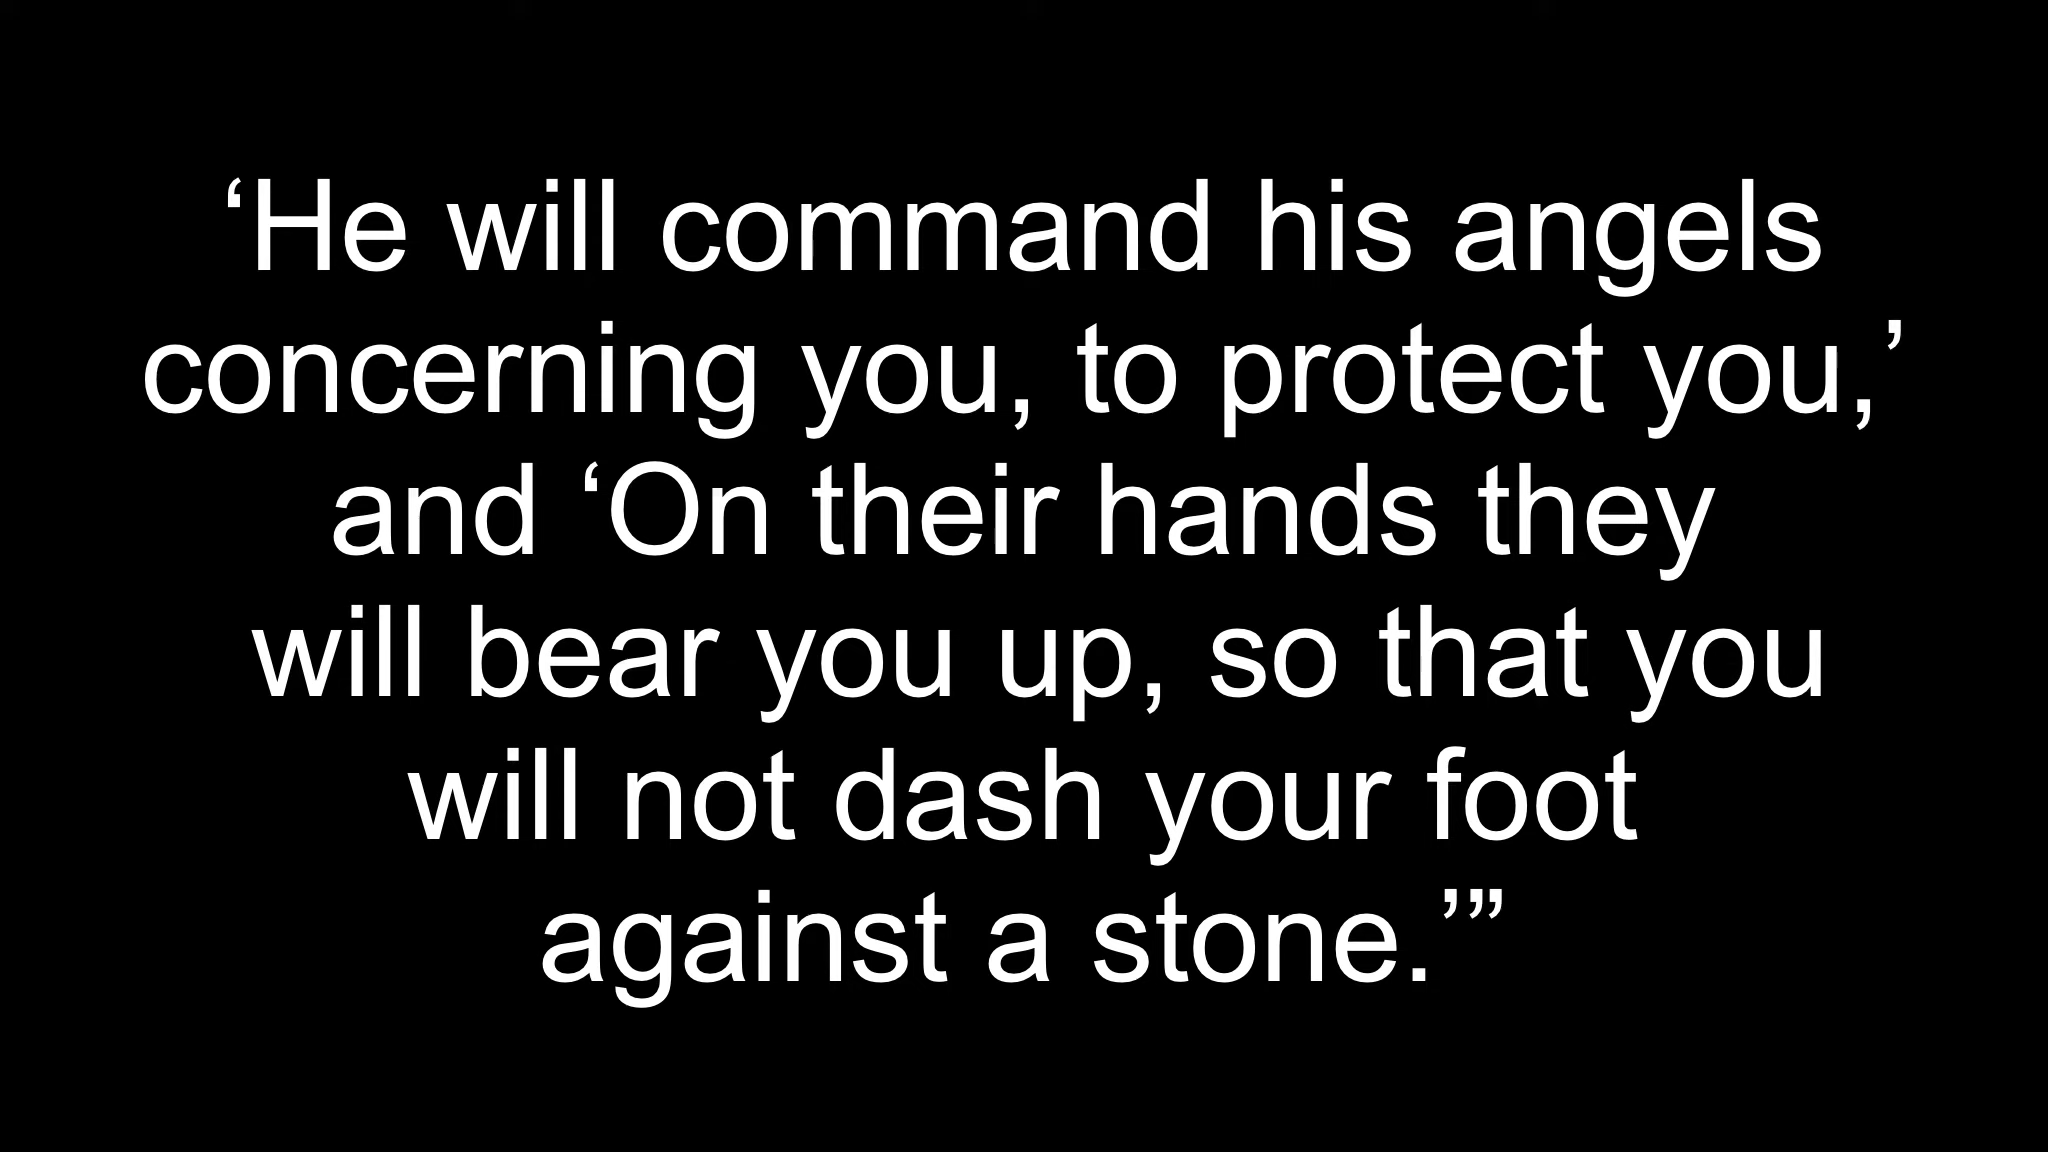 ‘He will command his angels
concerning you, to protect you,’
and ‘On their hands they
will bear you up, so that you
will not dash your foot
against a stone.’”